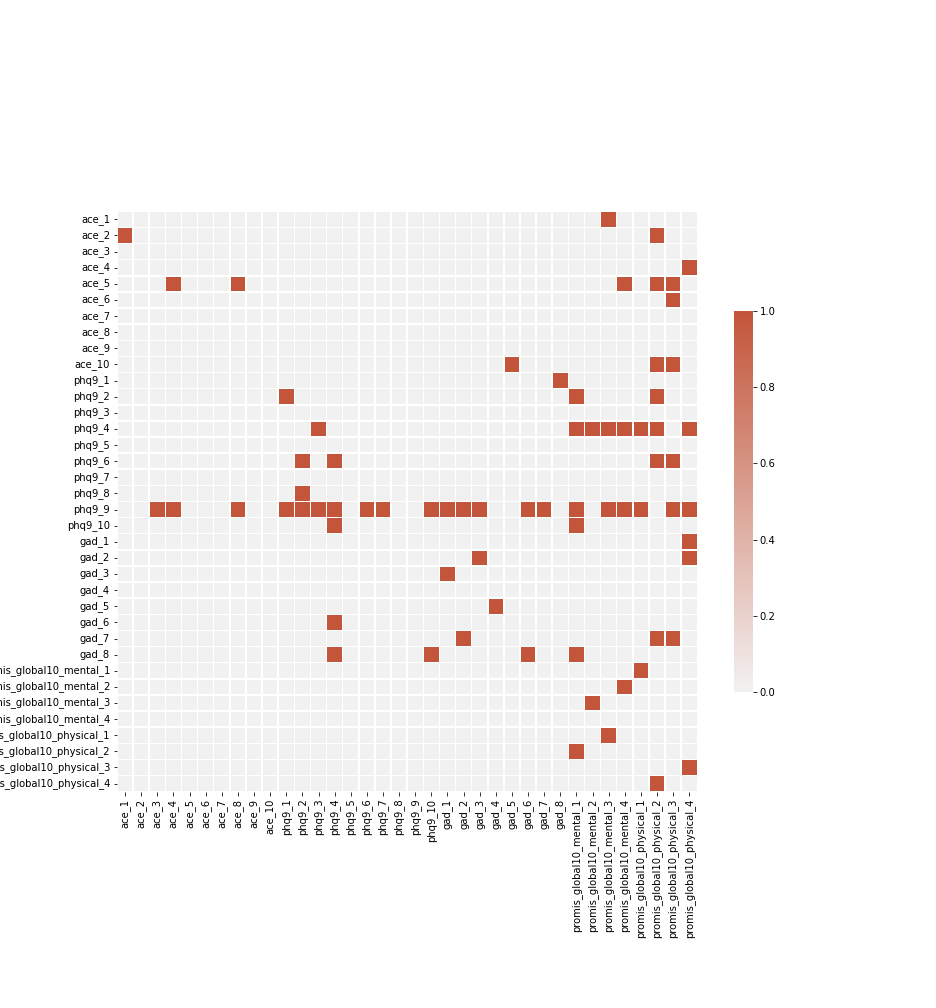 ace_1
ace_2
ace_3
ace_4
ace_5
ace_6
ace_7
ace_8
ace_9
ace_10
phq9_1
phq9_2
phq9_3
phq9_4
phq9_5
phq9_6
phq9_7
phq9_8
phq9_9
phq9_10
gad_1
gad_2
gad_3
gad_4
gad_5
gad_6
gad_7
gad_8
nis_global10_mental_1
nis_global10_mental_2
nis_global10_mental_3
nis_global10_mental_4
s_global10_physical_1
s_global10_physical_2
s_global10_physical_3
s_global10_physical_4
ace_1
ace_2
ace_3
ace_4
ace_5
ace_6
ace_7
ace_8
ace_9
ace_10
phq9_1
phq9_2
phq9_3
phq9_4
phq9_5
phq9_6
phq9_7
phq9_8
phq9_9
phq9_10
gad_1
gad_2
gad_3
gad_4
gad_5
gad_6
gad_7
gad_8
promis_global10_mental_1
promis_global10_mental_2
promis_global10_mental_3
promis_global10_mental_4
promis_global10_physical_1
promis_global10_physical_2
promis_global10_physical_3
promis_global10_physical_4
1.0
0.8
0.6
0.4
0.2
0.0